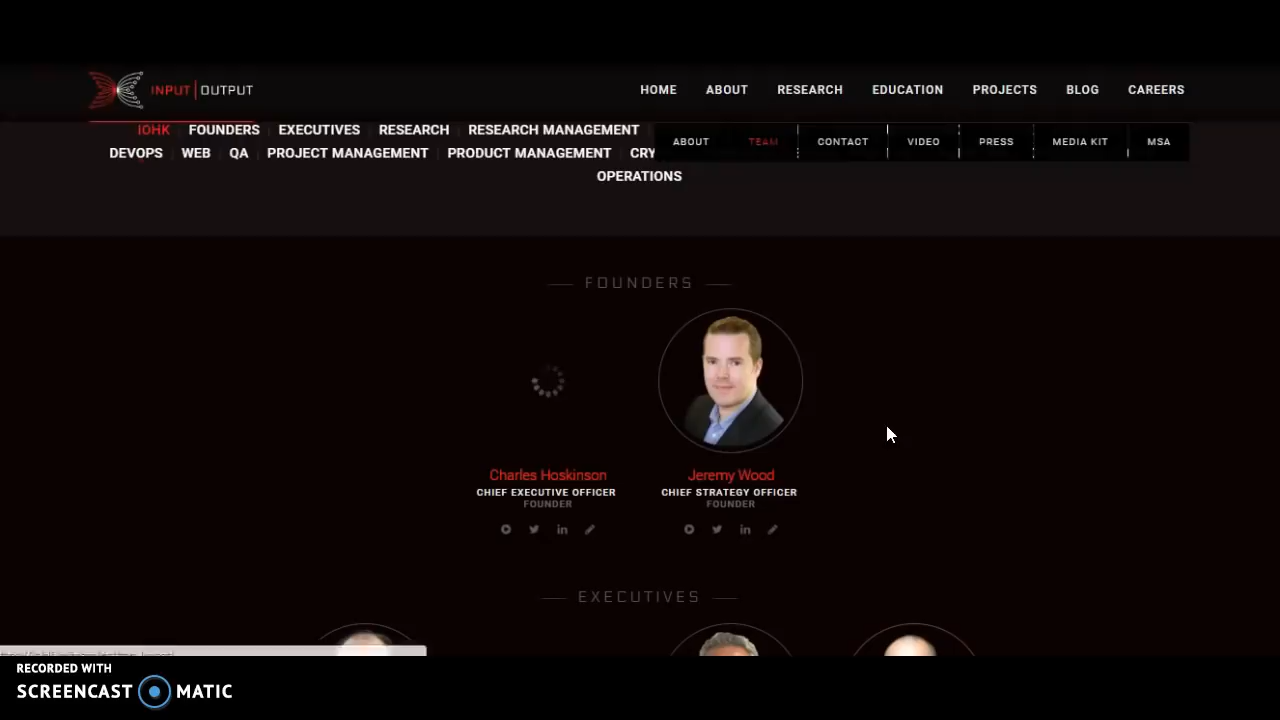 INPUT | OUTPUT
HOME ABOUT RESEARCH EDUCATION PROJECTS BLOG CAREERS
IOHK FOUNDERS EXECUTIVES RESEARCH RESEARCH MANAGEMENT
ABOUT TEAM CONTACT VIDEO PRESS MEDIA KIT MSA
DEVOPS WEB QA PROJECT MANAGEMENT PRODUCT MANAGEMENT CRY
OPERATIONS
FOUNDERS
Charles Hoskinson Jeremy Wood
CHIEF EXECUTIVE OFFICER CHIEF STRATEGY OFFICER
FOUNDER FOUNDER
EXECUTIVES
RECORDED WITH
SCREENCAST MATIC